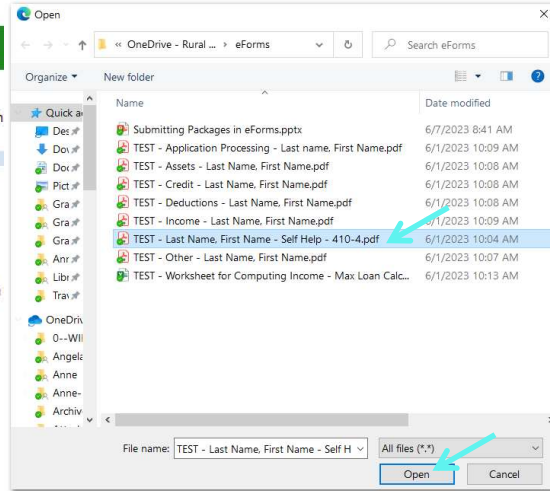 Open
« OneDrive - Rural ... > eForms
Search eForms
Organize
New folder
Name
Date modified
Quick a
Submitting Packages in eForms.pptx 6/7/2023 8:41 AM
Des TEST - Application Processing - Last name, First Name.pdf 6/1/2023 10:09 AM
Dov TEST - Assets - Last Name, First Name.pdf 6/1/2023 10:08 AM
Doc TEST - Credit - Last Name, First Name.pdf 6/1/2023 10:08 AM
Pict TEST - Deductions - Last Name, First Name.pdf 6/1/2023 10:08 AM
Gra TEST - Income - Last Name, First Name.pdf 6/1/2023 10:09 AM
Gra TEST - Last Name, First Name - Self Help - 410-4.pdf 6/1/2023 10:04 AM
Gra TEST - Other - Last Name, First Name.pdf 6/1/2023 10:07 AM
Anr TEST - Worksheet for Computing Income - Max Loan Calc... 6/1/2023 10:13 AM
Libr
Trav
OneDriv
0--WII
Angela
Anne
Anne-
Archiv
File name: TEST - Last Name, First Name - Self H
All files (*.*)
Open
Cancel